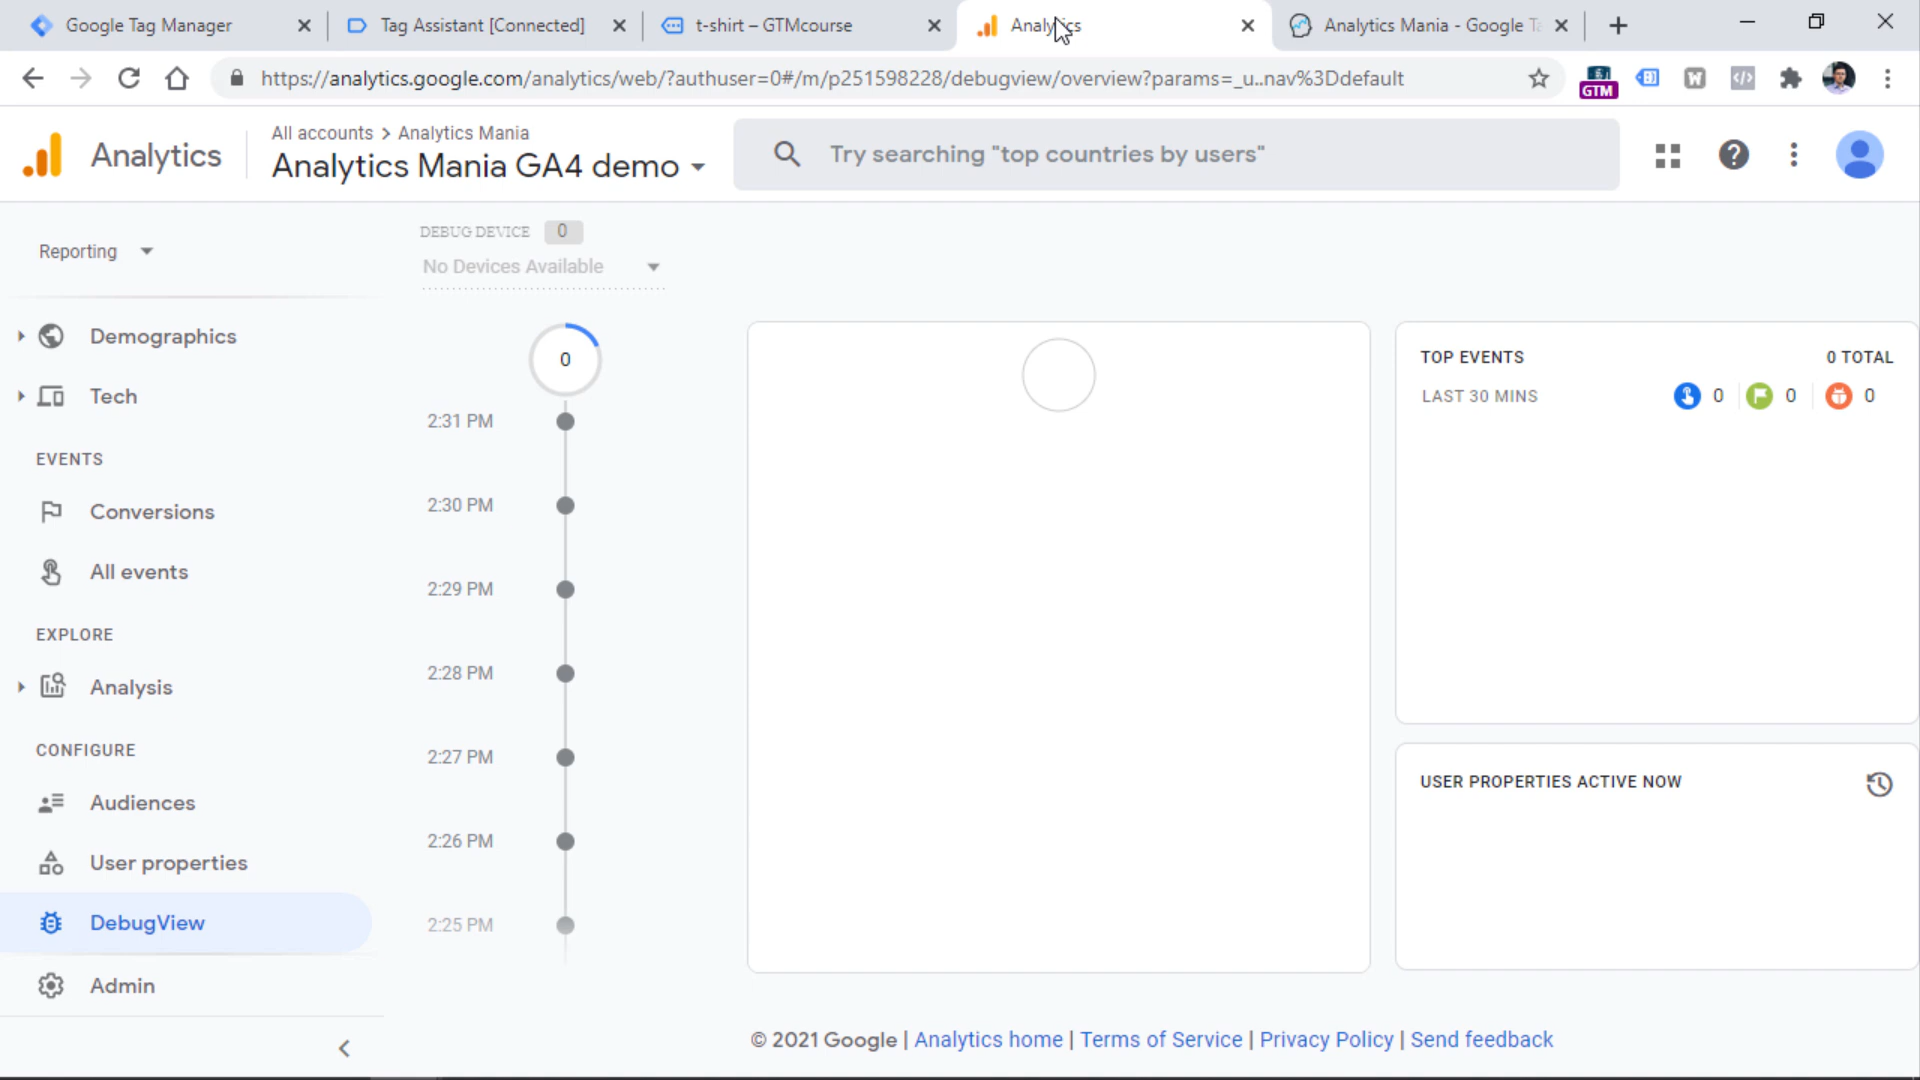 Google Tag Manager
Tag Assistant [Connected]
t-shirt – GTMcourse
Analytics
Analytics Mania - Google Ta
https://analytics.google.com/analytics/web/?authuser=0#/m/p251598228/debugview/overview?params=_u..nav%3Ddefault
GTM
W
Analytics
All accounts > Analytics Mania
Analytics Mania GA4 demo
Try searching "top countries by users"
Reporting
Demographics
Tech
EVENTS
Conversions
All events
EXPLORE
Analysis
CONFIGURE
Audiences
User properties
DebugView
Admin
DEBUG DEVICE 0
No Devices Available
0
2:31 PM
2:30 PM
2:29 PM
2:28 PM
2:27 PM
2:26 PM
2:25 PM
TOP EVENTS 0 TOTAL
LAST 30 MINS 0 0 0
USER PROPERTIES ACTIVE NOW
© 2021 Google | Analytics home | Terms of Service | Privacy Policy | Send feedback